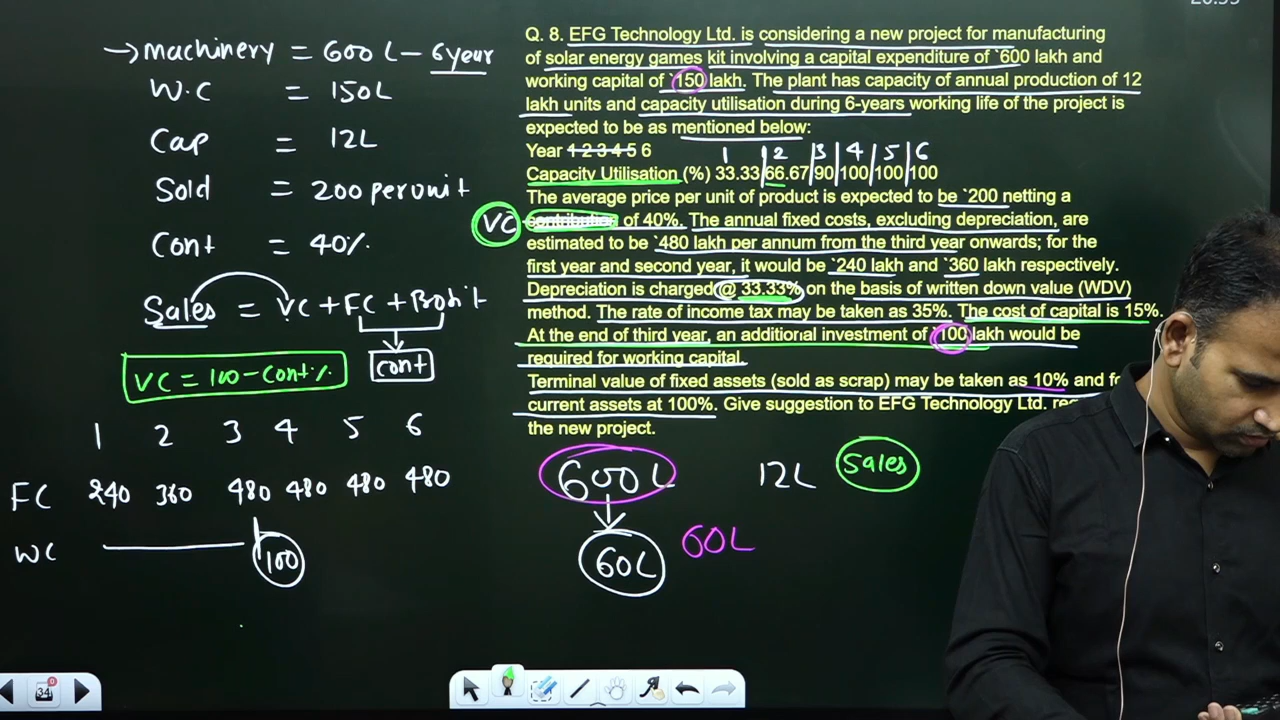 → machinery = 600 L – 6 year
W.C = 150L
Cap = 12L
Sold = 200 per unit
Cont = 40%
Sales = VC + FC + Profit
cont
VC = 100 - Cont%
1 2 3 4 5 6
FC 240 360 480 480 480 480
WC 100
Q. 8. EFG Technology Ltd. is considering a new project for manufacturing
of solar energy games kit involving a capital expenditure of `600 lakh and
working capital of `150 lakh. The plant has capacity of annual production of 12
lakh units and capacity utilisation during 6-years working life of the project is
expected to be as mentioned below:
Year 1 2 3 4 5 6
1 2 3 4 5 6
Capacity Utilisation (%) 33.33 66.67 90 100 100 100
The average price per unit of product is expected to be `200 netting a
VC contribution of 40%. The annual fixed costs, excluding depreciation, are
estimated to be `480 lakh per annum from the third year onwards; for the
first year and second year, it would be `240 lakh and `360 lakh respectively.
Depreciation is charged @ 33.33% on the basis of written down value (WDV)
method. The rate of income tax may be taken as 35%. The cost of capital is 15%.
At the end of third year, an additional investment of `100 lakh would be
required for working capital.
Terminal value of fixed assets (sold as scrap) may be taken as 10% and
current assets at 100%. Give suggestion to EFG Technology Ltd.
the new project.
600 L 12L Sales
60L 60L
34